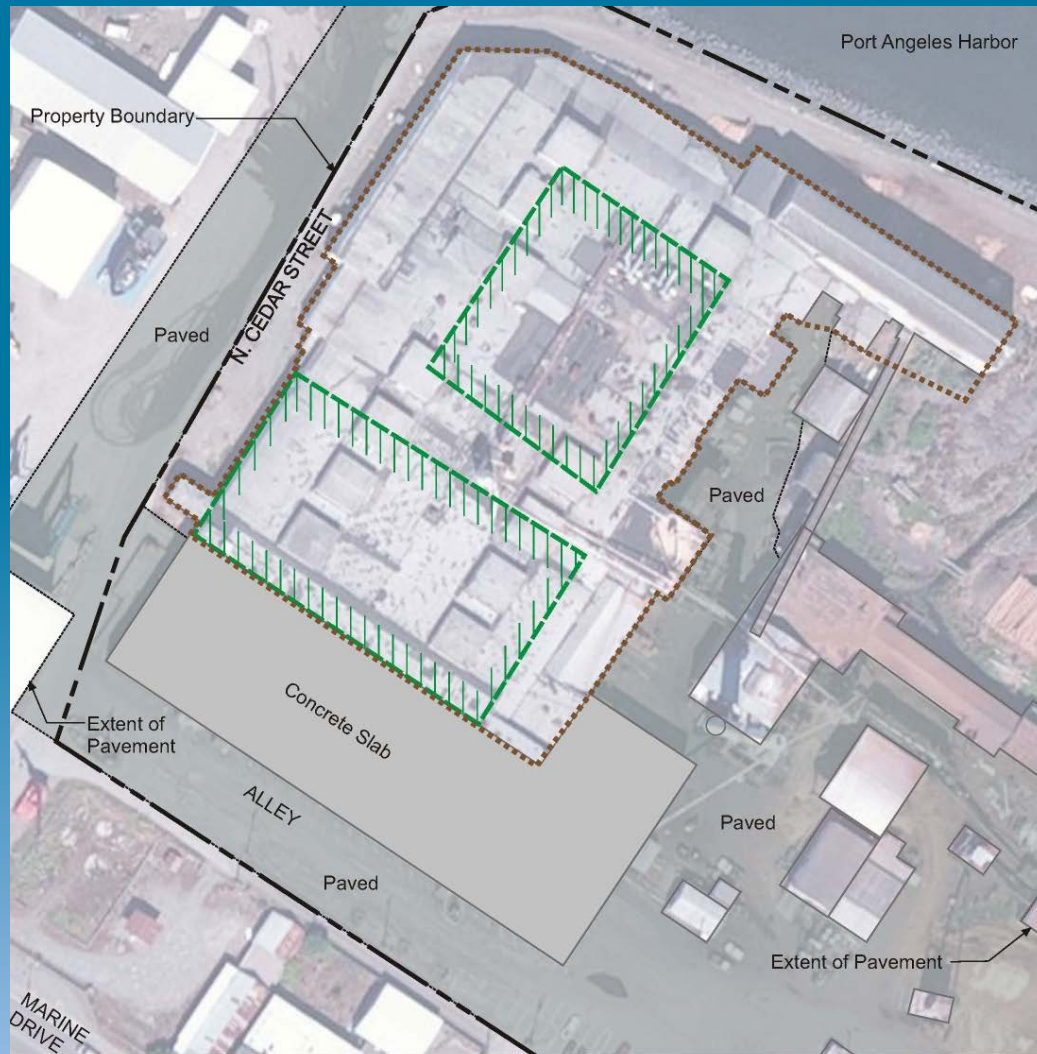 Port Angeles Harbor
Property Boundary
N. CEDAR STREET
Paved
Paved
Extent of
Pavement
Concrete Slab
ALLEY
Paved
Paved
Extent of Pavement
MARINE
DRIVE